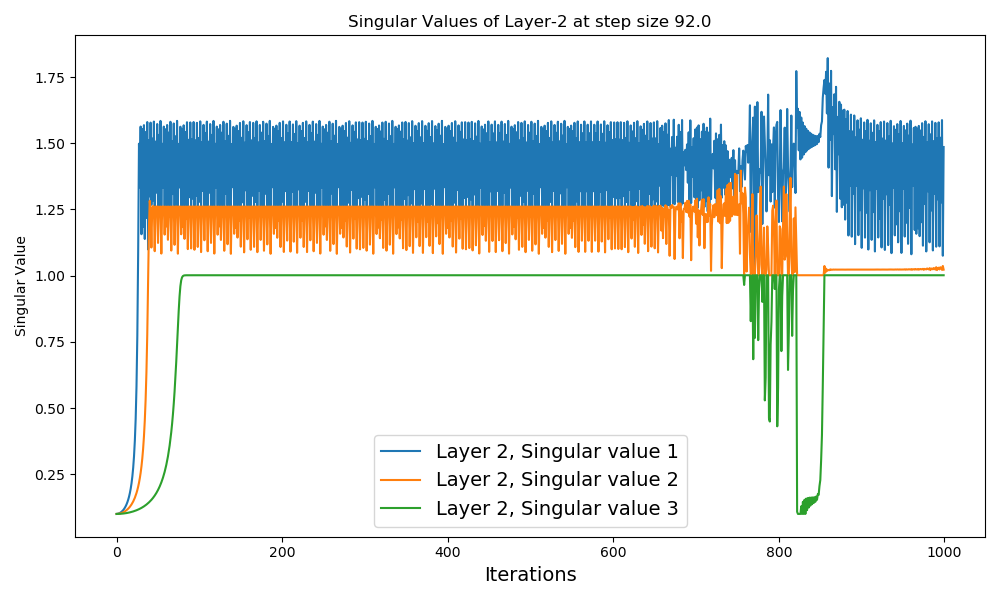 Singular Values of Layer-2 at step size 92.0
Singular Value
1.75
1.50
1.25
1.00
0.75
0.50
0.25
Layer 2, Singular value 1
Layer 2, Singular value 2
Layer 2, Singular value 3
0 200 400 600 800 1000
Iterations